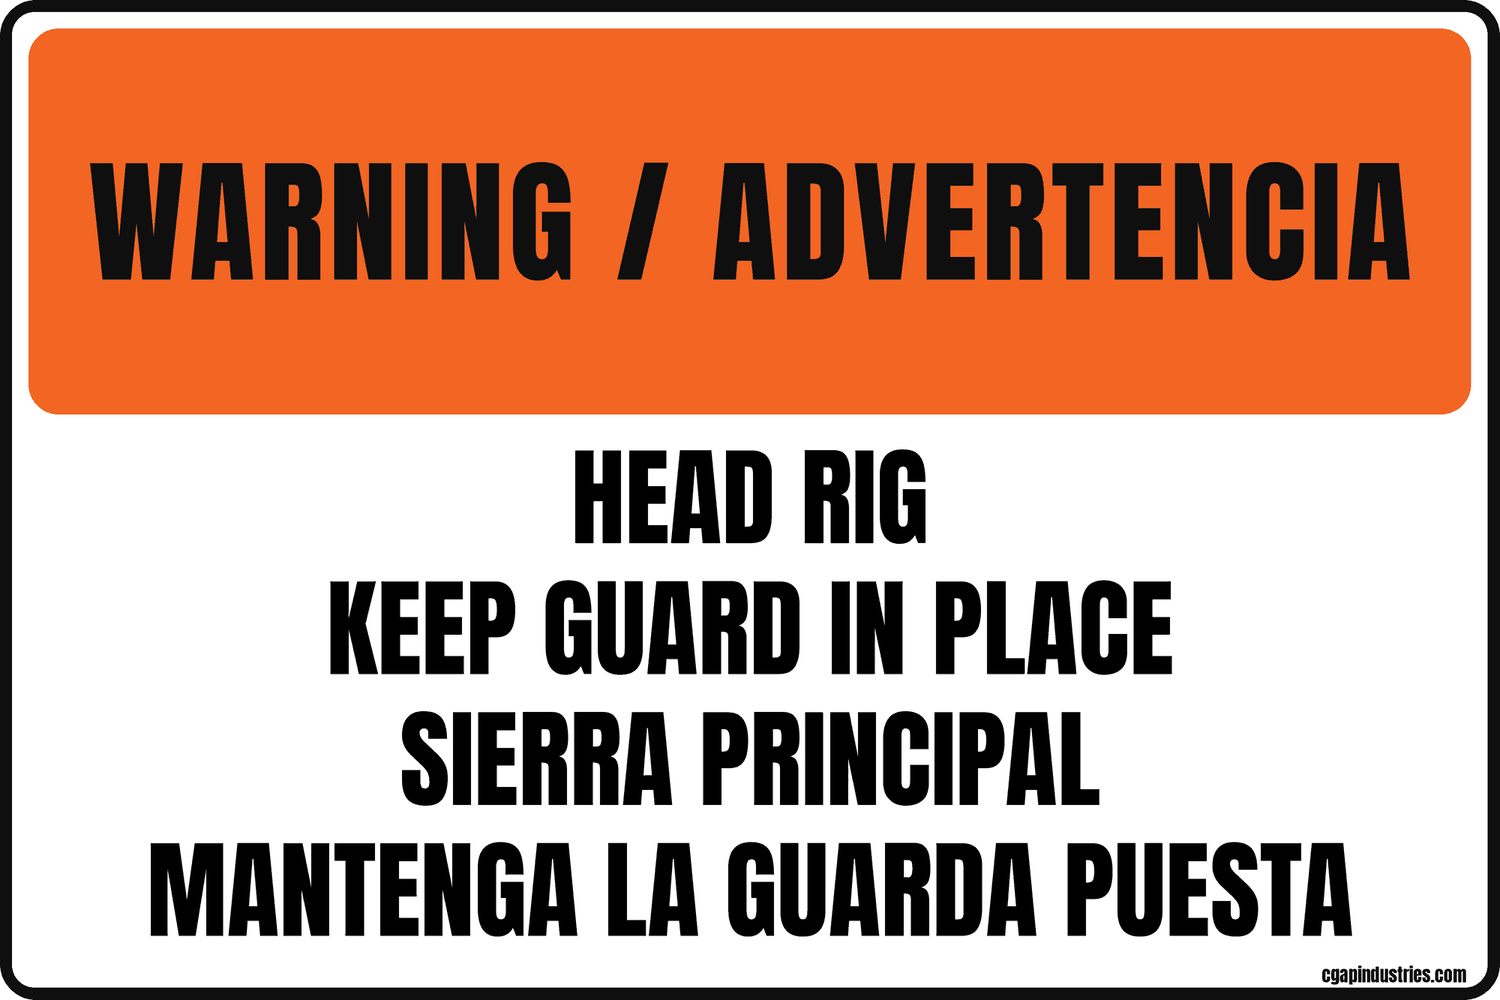 WARNING / ADVERTENCIA
HEAD RIG
KEEP GUARD IN PLACE
SIERRA PRINCIPAL
MANTENGA LA GUARDA PUESTA
cgapindustries.com